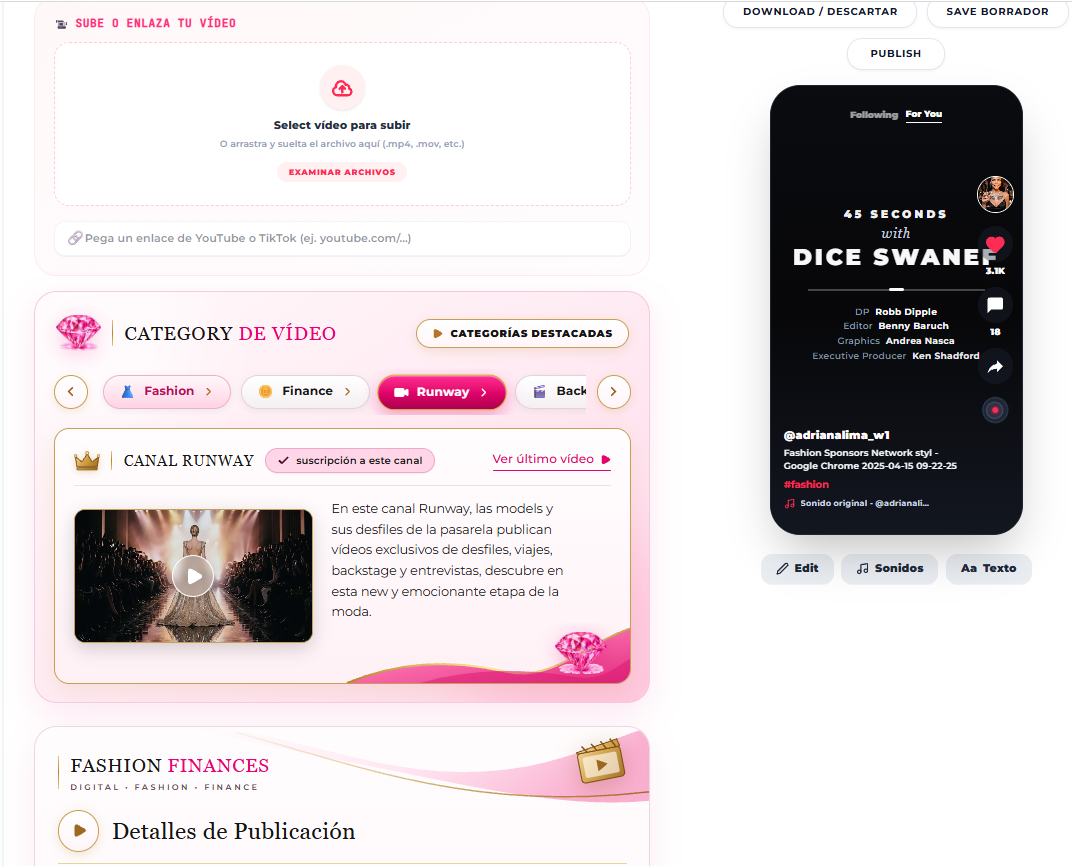 SUBE O ENLAZA TU VÍDEO
Select vídeo para subir
O arrastra y suelta el archivo aquí (.mp4, .mov, etc.)
EXAMINAR ARCHIVOS
Pega un enlace de YouTube o TikTok (ej. youtube.com/...)
CATEGORY DE VÍDEO
CATEGORÍAS DESTACADAS
Fashion
Finance
Runway
Back
CANAL RUNWAY
suscripción a este canal
Ver último vídeo
En este canal Runway, las models y
sus desfiles de la pasarela publican
vídeos exclusivos de desfiles, viajes,
backstage y entrevistas, descubre en
esta new y emocionante etapa de la
moda.
FASHION FINANCES
DIGITAL • FASHION • FINANCE
Detalles de Publicación
DOWNLOAD / DESCARTAR
SAVE BORRADOR
PUBLISH
Following For You
45 SECONDS
with
DICE SWANEF
3.1K
DP Robb Dipple
Editor Benny Baruch
Graphics Andrea Nasca
Executive Producer Ken Shadford
18
@adrianalima_w1
Fashion Sponsors Network styl -
Google Chrome 2025-04-15 09-22-25
#fashion
Sonido original - @adrianali...
Edit
Sonidos
Aa Texto